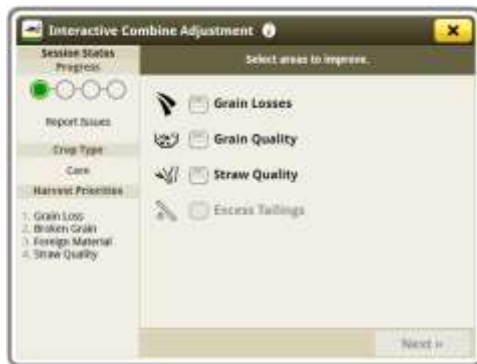 Interactive Combine Adjustment
Session Status
Progress
Report Issues
Crop Type
Corn
Harvest Priorities
1. Grain Loss
2. Broken Grain
3. Foreign Material
4. Straw Quality
Select areas to improve.
Grain Losses
Grain Quality
Straw Quality
Excess Tailings
Next »